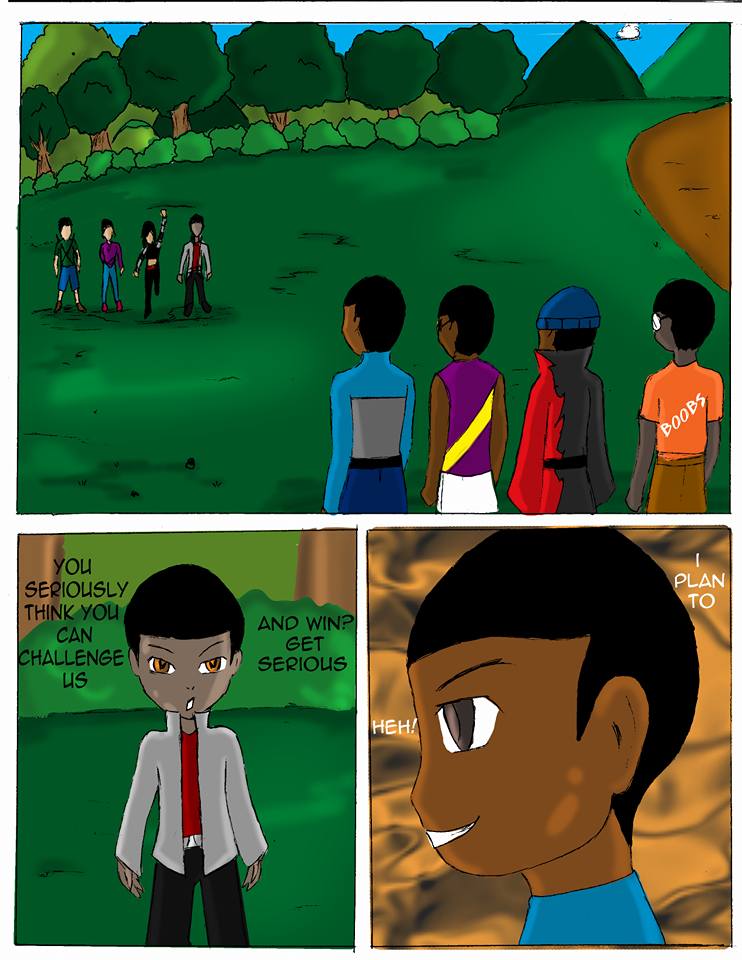 BOOBS
YOU
SERIOUSLY
THINK YOU
CAN
CHALLENGE
US
AND WIN?
GET
SERIOUS
HEH!
I
PLAN
TO